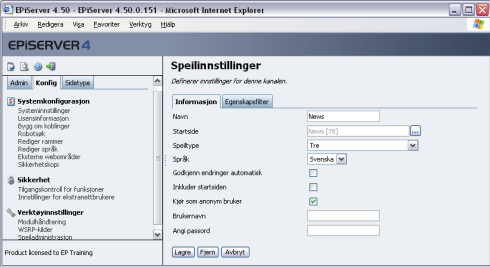 EPiServer 4.50 - EPiServer 4.50.0.151 - Microsoft Internet Explorer
Arkiv Redigera Visa Favoriter Verktyg Hjälp
EPiSERVER 4
Admin Konfig Sidetype
Systemkonfigurasjon
Systeminnstillinger
Lisensinformasjon
Bygg om koblinger
Robotsøk
Rediger rammer
Rediger språk
Eksterne webområder
Sikkerhetskopi
Sikkerhet
Tilgangskontroll for funksjoner
Innstillinger for ekstranettbrukere
Verktøyinnstillinger
Modulhåndtering
WSRP-kilder
Speiladministrasjon
Product licensed to EP Training
Speilinnstillinger
Definerer innstillinger for denne kanalen.
Informasjon Egenskapsfilter
Navn News
Startside News [78] ...
Speiltype Tre
Språk Svenska
Godkjenn endringer automatisk
Inkluder startsiden
Kjør som anonym bruker
Brukernavn
Angi passord
Lagre Fjern Avbryt